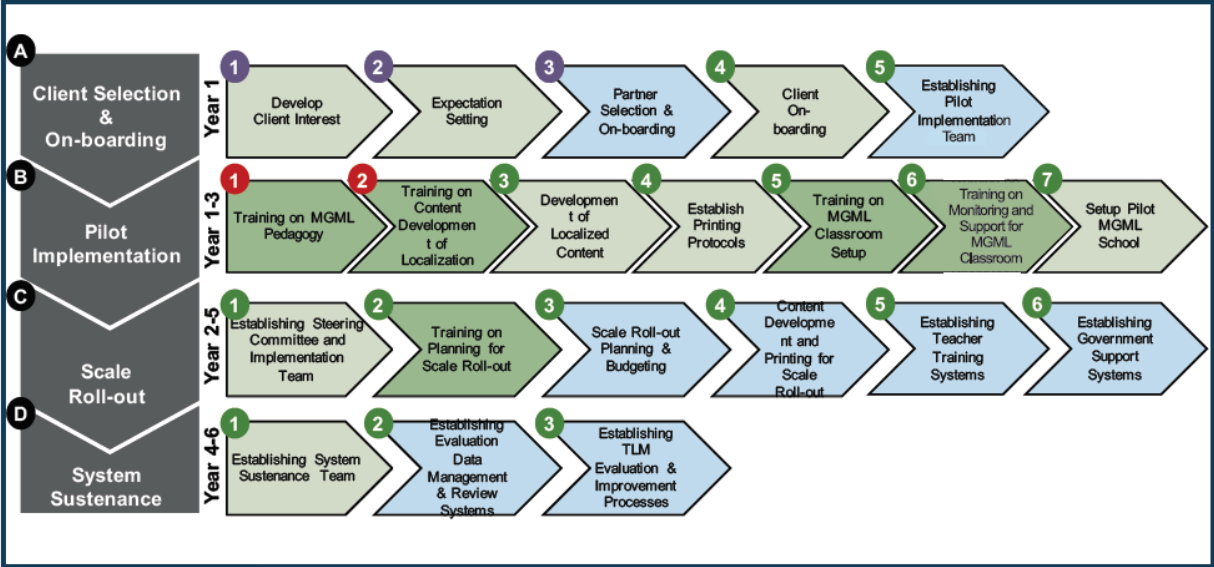 A
Client Selection
&
On-boarding
Year 1
1
Develop
Client Interest
2
Expectation
Setting
3
Partner
Selection &
On-boarding
4
Client
On-
boarding
5
Establishing
Pilot
Implementation
Team
B
Pilot
Implementation
Year 1-3
1
Training on MGML
Pedagogy
2
Training on
Content
Developmen
t of
Localization
3
Developmen
t of
Localized
Content
4
Establish
Printing
Protocols
5
Training on
MGML
Classroom
Setup
6
Training on
Monitoring and
Support for
MGML
Classroom
7
Setup Pilot
MGML
School
C
Scale
Roll-out
Year 2-5
1
Establishing Steering
Committee and
Implementation
Team
2
Training on
Planning for
Scale Roll-out
3
Scale Roll-out
Planning &
Budgeting
4
Content
Developme
nt and
Printing for
Scale
Roll-out
5
Establishing
Teacher
Training
Systems
6
Establishing
Government
Support
Systems
D
System
Sustenance
Year 4-6
1
Establishing System
Sustenance Team
2
Establishing
Evaluation
Data
Management
& Review
Systems
3
Establishing
TLM
Evaluation &
Improvement
Processes